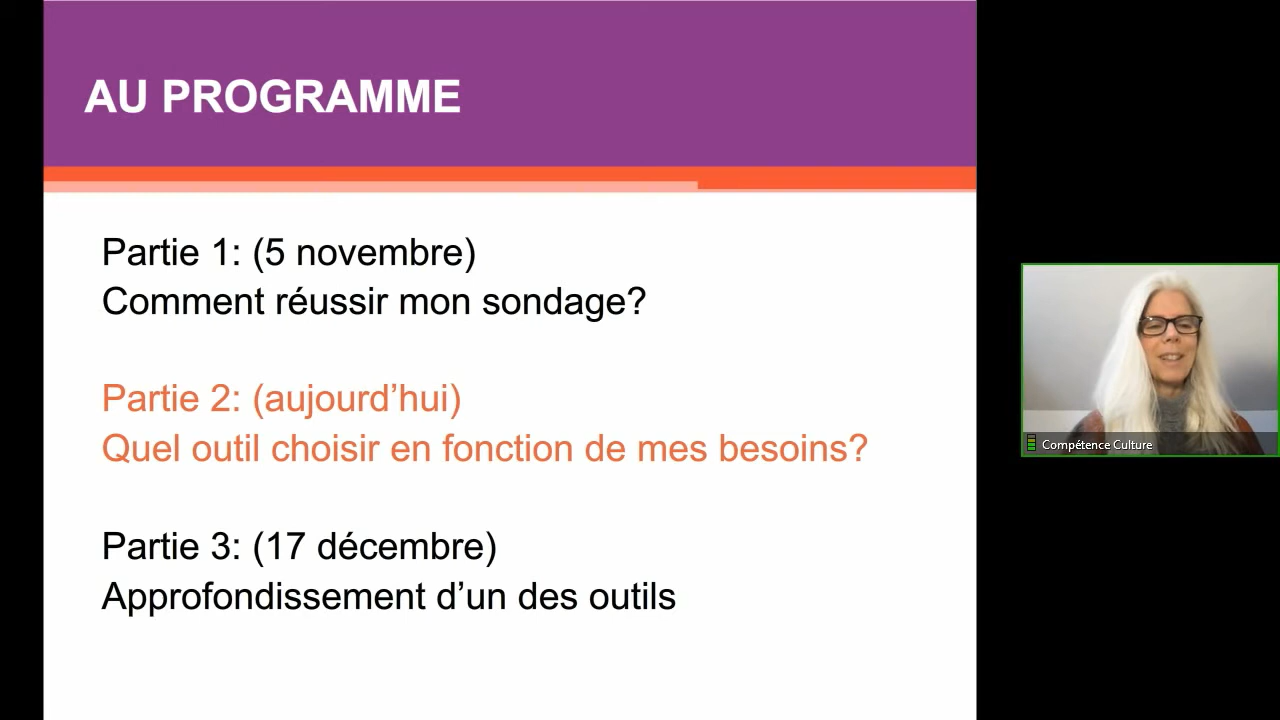 AU PROGRAMME
Partie 1: (5 novembre)
Comment réussir mon sondage?
Partie 2: (aujourd’hui)
Quel outil choisir en fonction de mes besoins?
Partie 3: (17 décembre)
Approfondissement d’un des outils
Compétence Culture